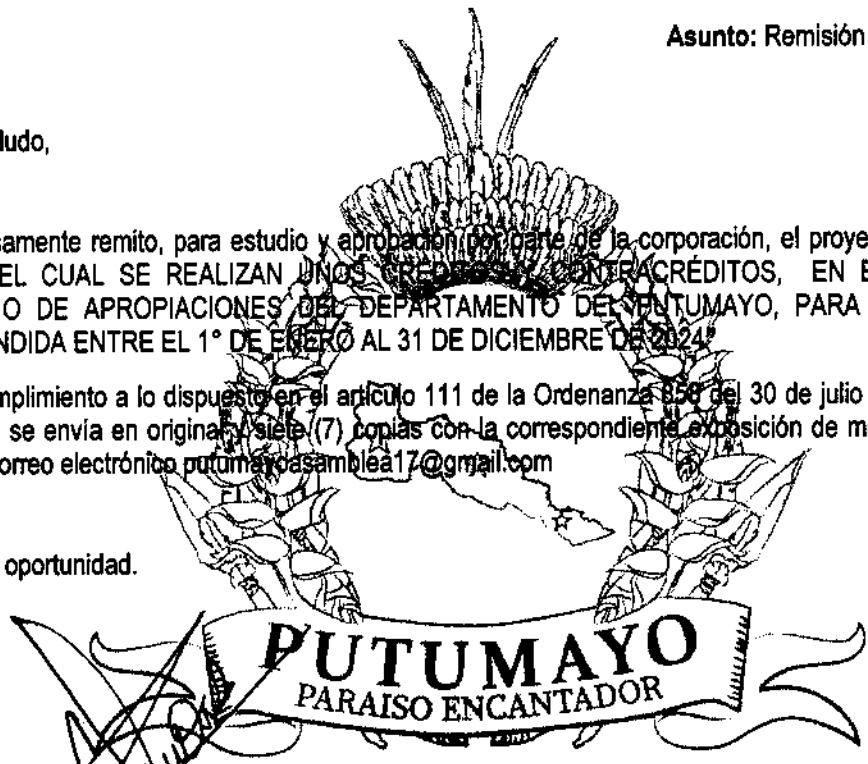 Asunto: Remisión
ludo,
samente remito, para estudio y aprobación por parte de la corporación, el proye
EL CUAL SE REALIZAN UNOS CRÉDITOS Y CONTRACRÉDITOS, EN E
O DE APROPIACIONES DEL DEPARTAMENTO DEL PUTUMAYO, PARA
NDIDA ENTRE EL 1° DE ENERO AL 31 DE DICIEMBRE DE 2024"
mplimiento a lo dispuesto en el artículo 111 de la Ordenanza 858 del 30 de julio
se envía en original y siete (7) copias con la correspondiente exposición de m
orreo electrónico putumayoasamblea17@gmail.com
oportunidad.
PUTUMAYO
PARAISO ENCANTADOR